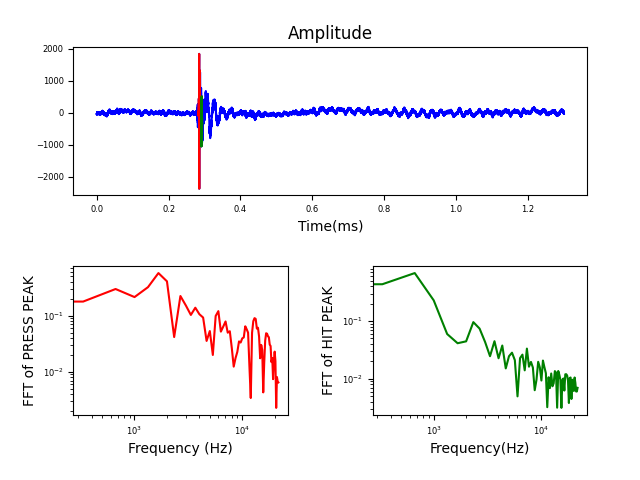 Amplitude
2000
1000
0
−1000
−2000
0.0 0.2 0.4 0.6 0.8 1.0 1.2
Time(ms)
FFT of PRESS PEAK
10⁻¹
10⁻²
10³ 10⁴
Frequency (Hz)
FFT of HIT PEAK
10⁻¹
10⁻²
10³ 10⁴
Frequency(Hz)